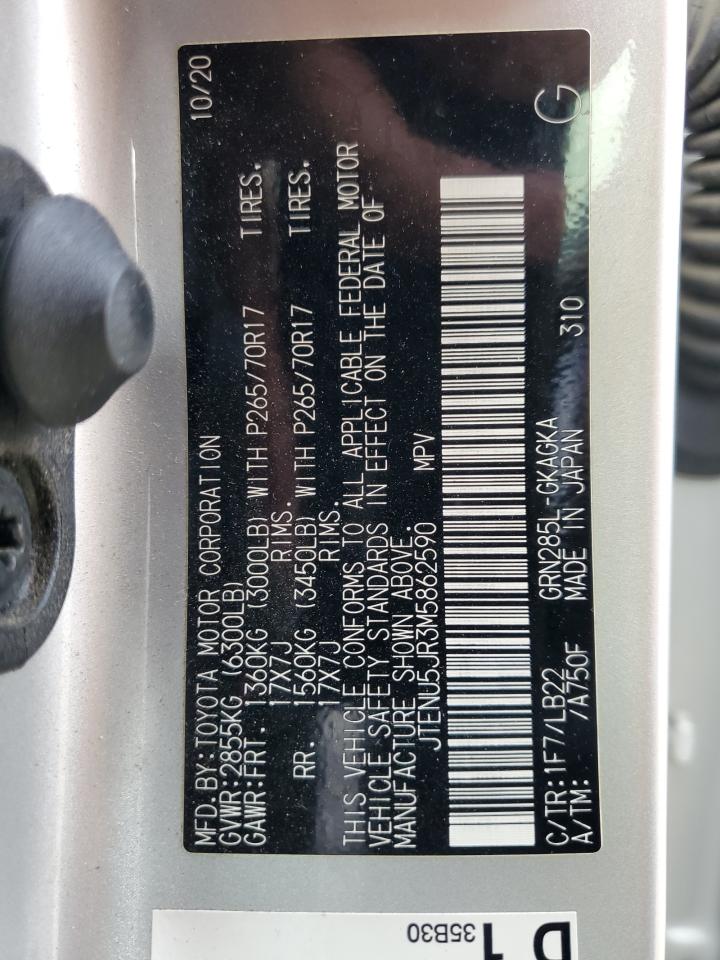 MFD.BY:TOYOTA MOTOR CORPORATION 10/20
GVWR:2855KG (6300LB)
GAWR:FRT. 1360KG (3000LB) WITH P265/70R17 TIRES.
17X7J RIMS.
RR. 1560KG (3450LB) WITH P265/70R17 TIRES.
17X7J RIMS.
THIS VEHICLE CONFORMS TO ALL APPLICABLE FEDERAL MOTOR
VEHICLE SAFETY STANDARDS IN EFFECT ON THE DATE OF
MANUFACTURE SHOWN ABOVE.
JTENU5JR3M5862590 MPV
C/TR:1F7/LB22 GRN285L-GKAGKA 310 G
A/TM: /A750F MADE IN JAPAN
35B30